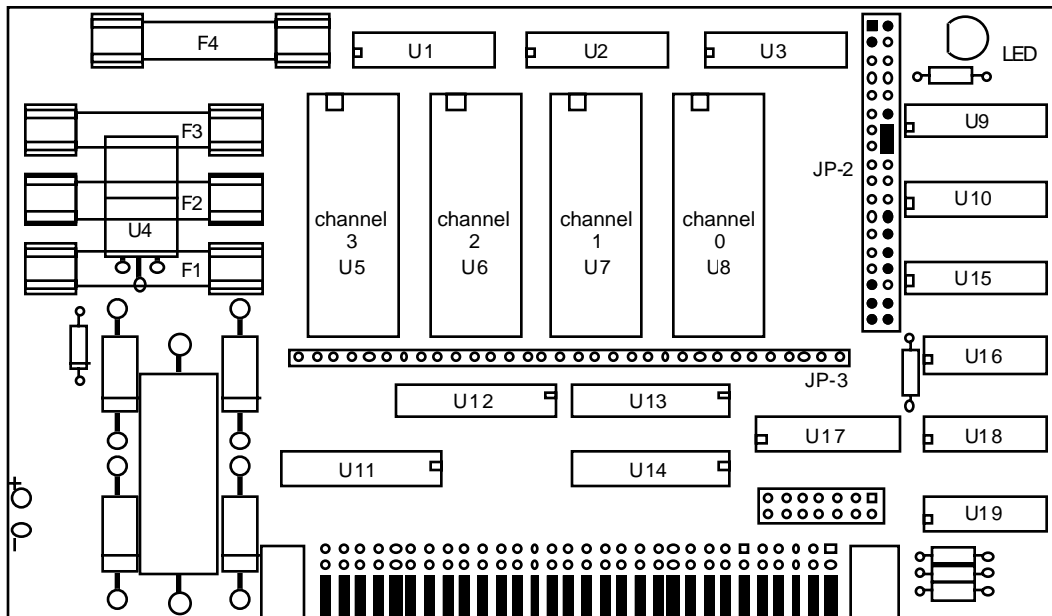 F4
U1
U2
U3
LED
F3
U9
JP-2
F2
U10
U4
channel
3
U5
channel
2
U6
channel
1
U7
channel
0
U8
F1
U15
U16
JP-3
U12
U13
U17
U18
U11
U14
+
U19
-